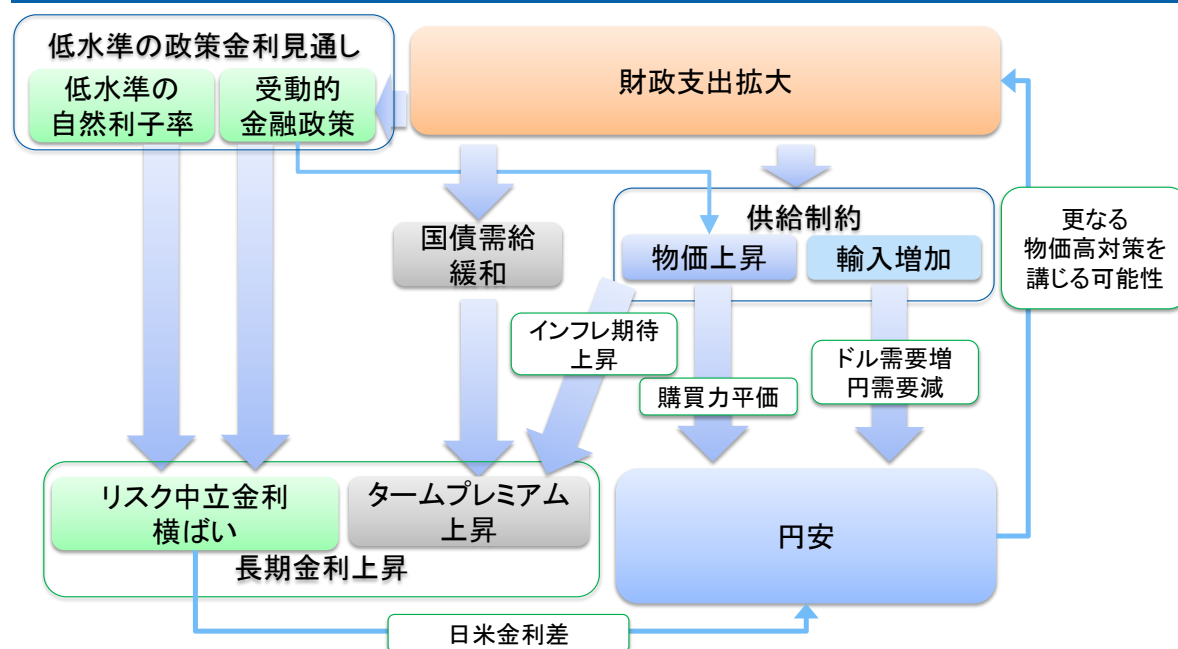 低水準の政策金利見通し
低水準の
自然利子率
受動的
金融政策
財政支出拡大
国債需給
緩和
供給制約
物価上昇
輸入増加
更なる
物価高対策を
講じる可能性
インフレ期待
上昇
購買力平価
ドル需要増
円需要減
リスク中立金利
横ばい
タームプレミアム
上昇
長期金利上昇
円安
日米金利差